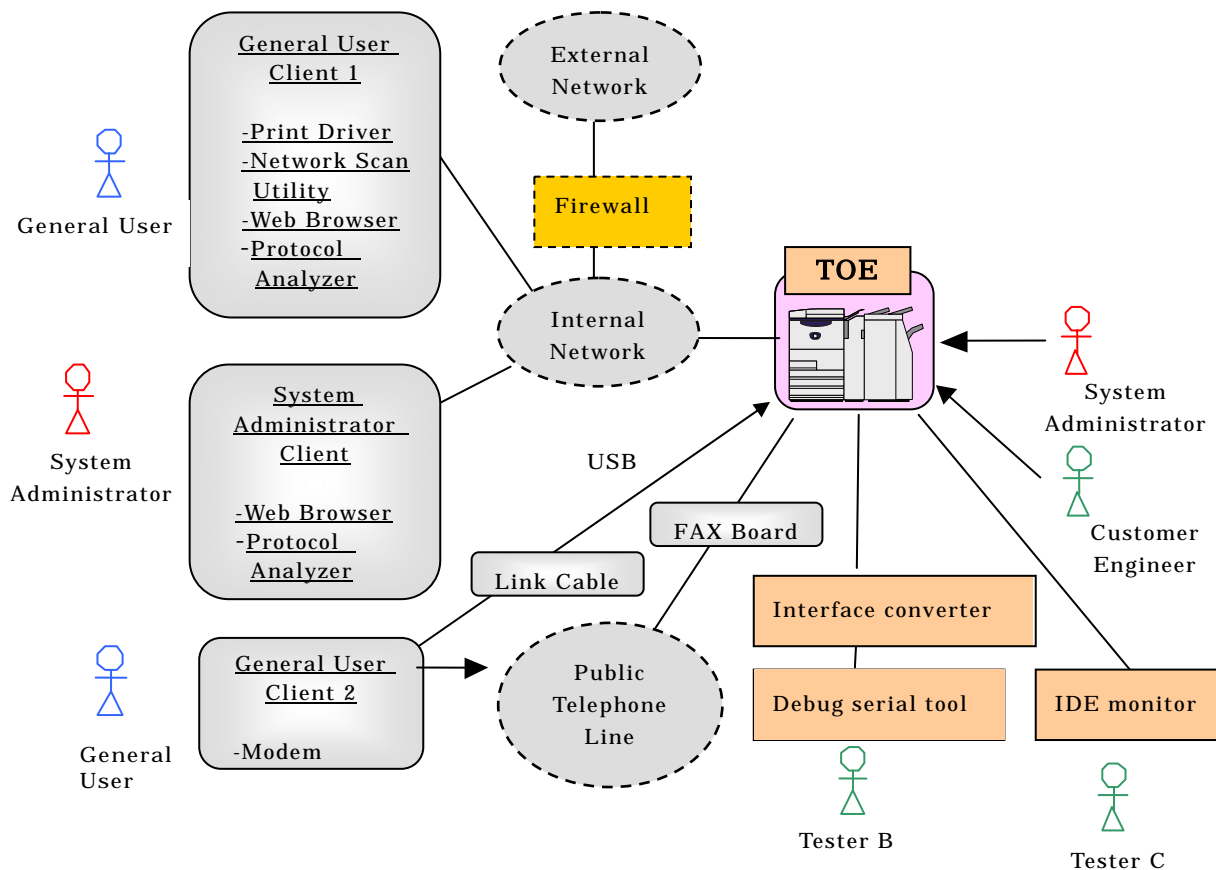 General User
Client 1
-Print Driver
-Network Scan
Utility
-Web Browser
-Protocol
Analyzer
General User
External
Network
Firewall
Internal
Network
TOE
System
Administrator
System
Administrator
Client
-Web Browser
-Protocol
Analyzer
System
Administrator
Customer
Engineer
USB
FAX Board
Link Cable
Interface converter
Debug serial tool
IDE monitor
General User
Client 2
-Modem
General
User
Public
Telephone
Line
Tester B
Tester C